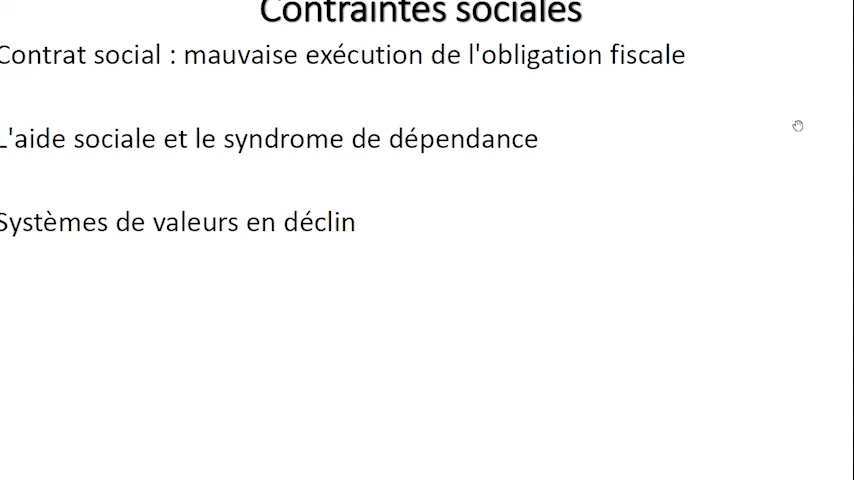 Contraintes sociales
Contrat social : mauvaise exécution de l'obligation fiscale
L'aide sociale et le syndrome de dépendance
Systèmes de valeurs en déclin